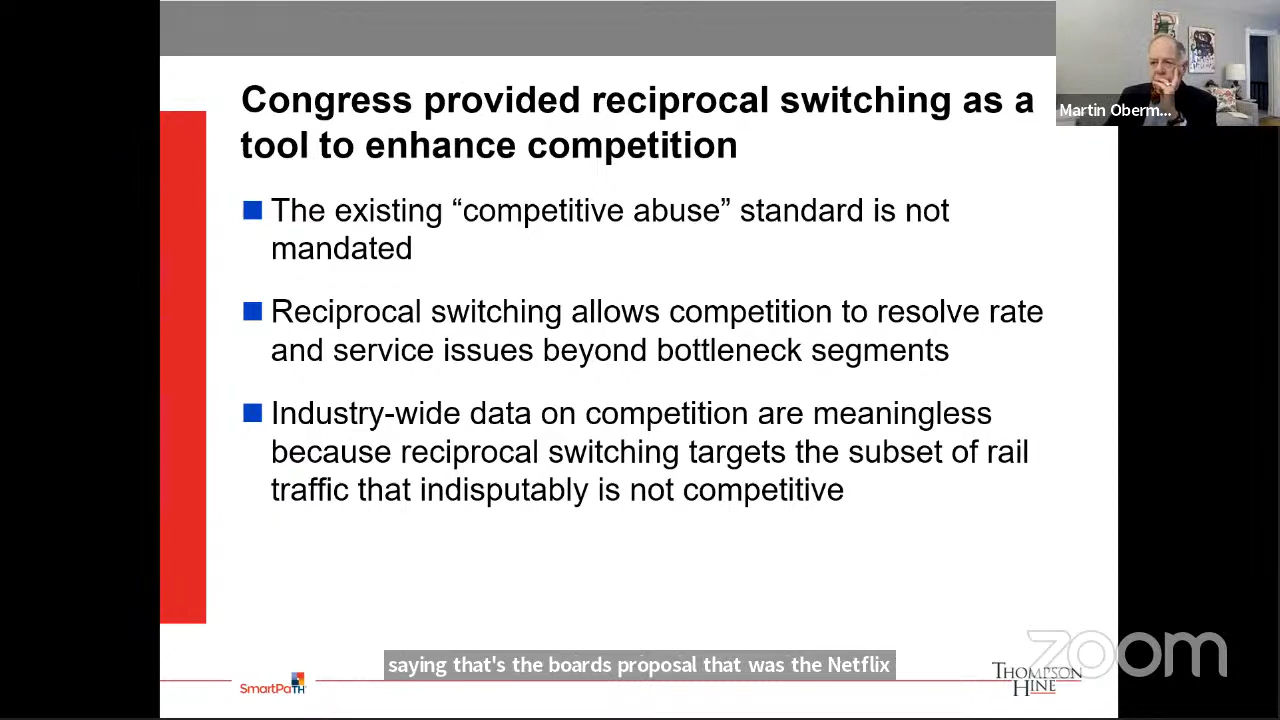 Congress provided reciprocal switching as a
tool to enhance competition
Martin Oberm...
The existing “competitive abuse” standard is not
mandated
Reciprocal switching allows competition to resolve rate
and service issues beyond bottleneck segments
Industry-wide data on competition are meaningless
because reciprocal switching targets the subset of rail
traffic that indisputably is not competitive
saying that's the boards proposal that was the Netflix
zoom
SmartPaTH
THOMPSON
HINE